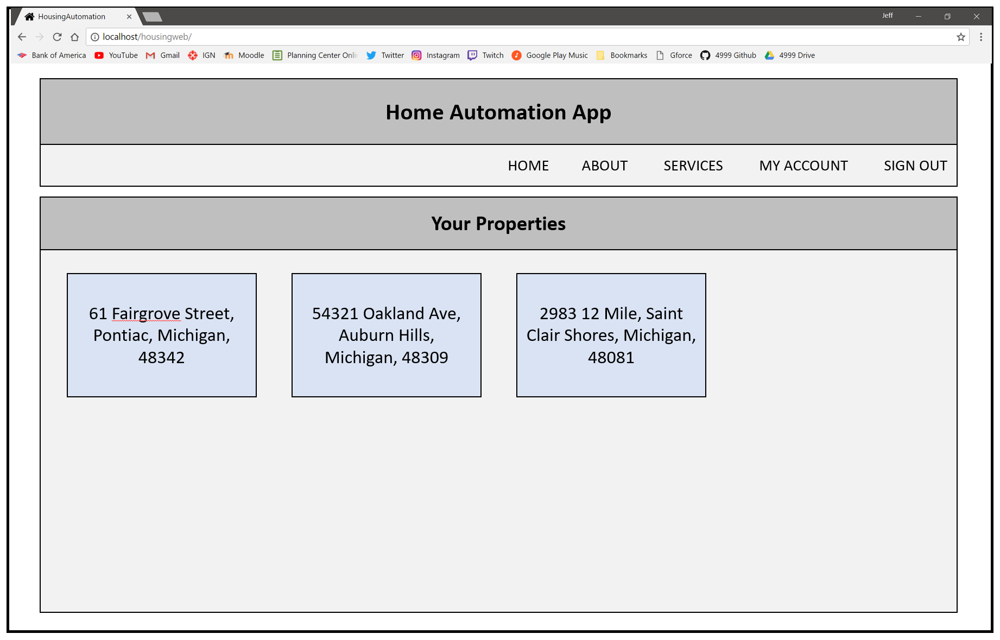 HousingAutomation
Jeff
localhost/housingweb/
Bank of America YouTube Gmail IGN Moodle Planning Center Onli Twitter Instagram Twitch Google Play Music Bookmarks Gforce 4999 Github 4999 Drive
Home Automation App
HOME ABOUT SERVICES MY ACCOUNT SIGN OUT
Your Properties
61 Fairgrove Street,
Pontiac, Michigan,
48342
54321 Oakland Ave,
Auburn Hills,
Michigan, 48309
2983 12 Mile, Saint
Clair Shores, Michigan,
48081